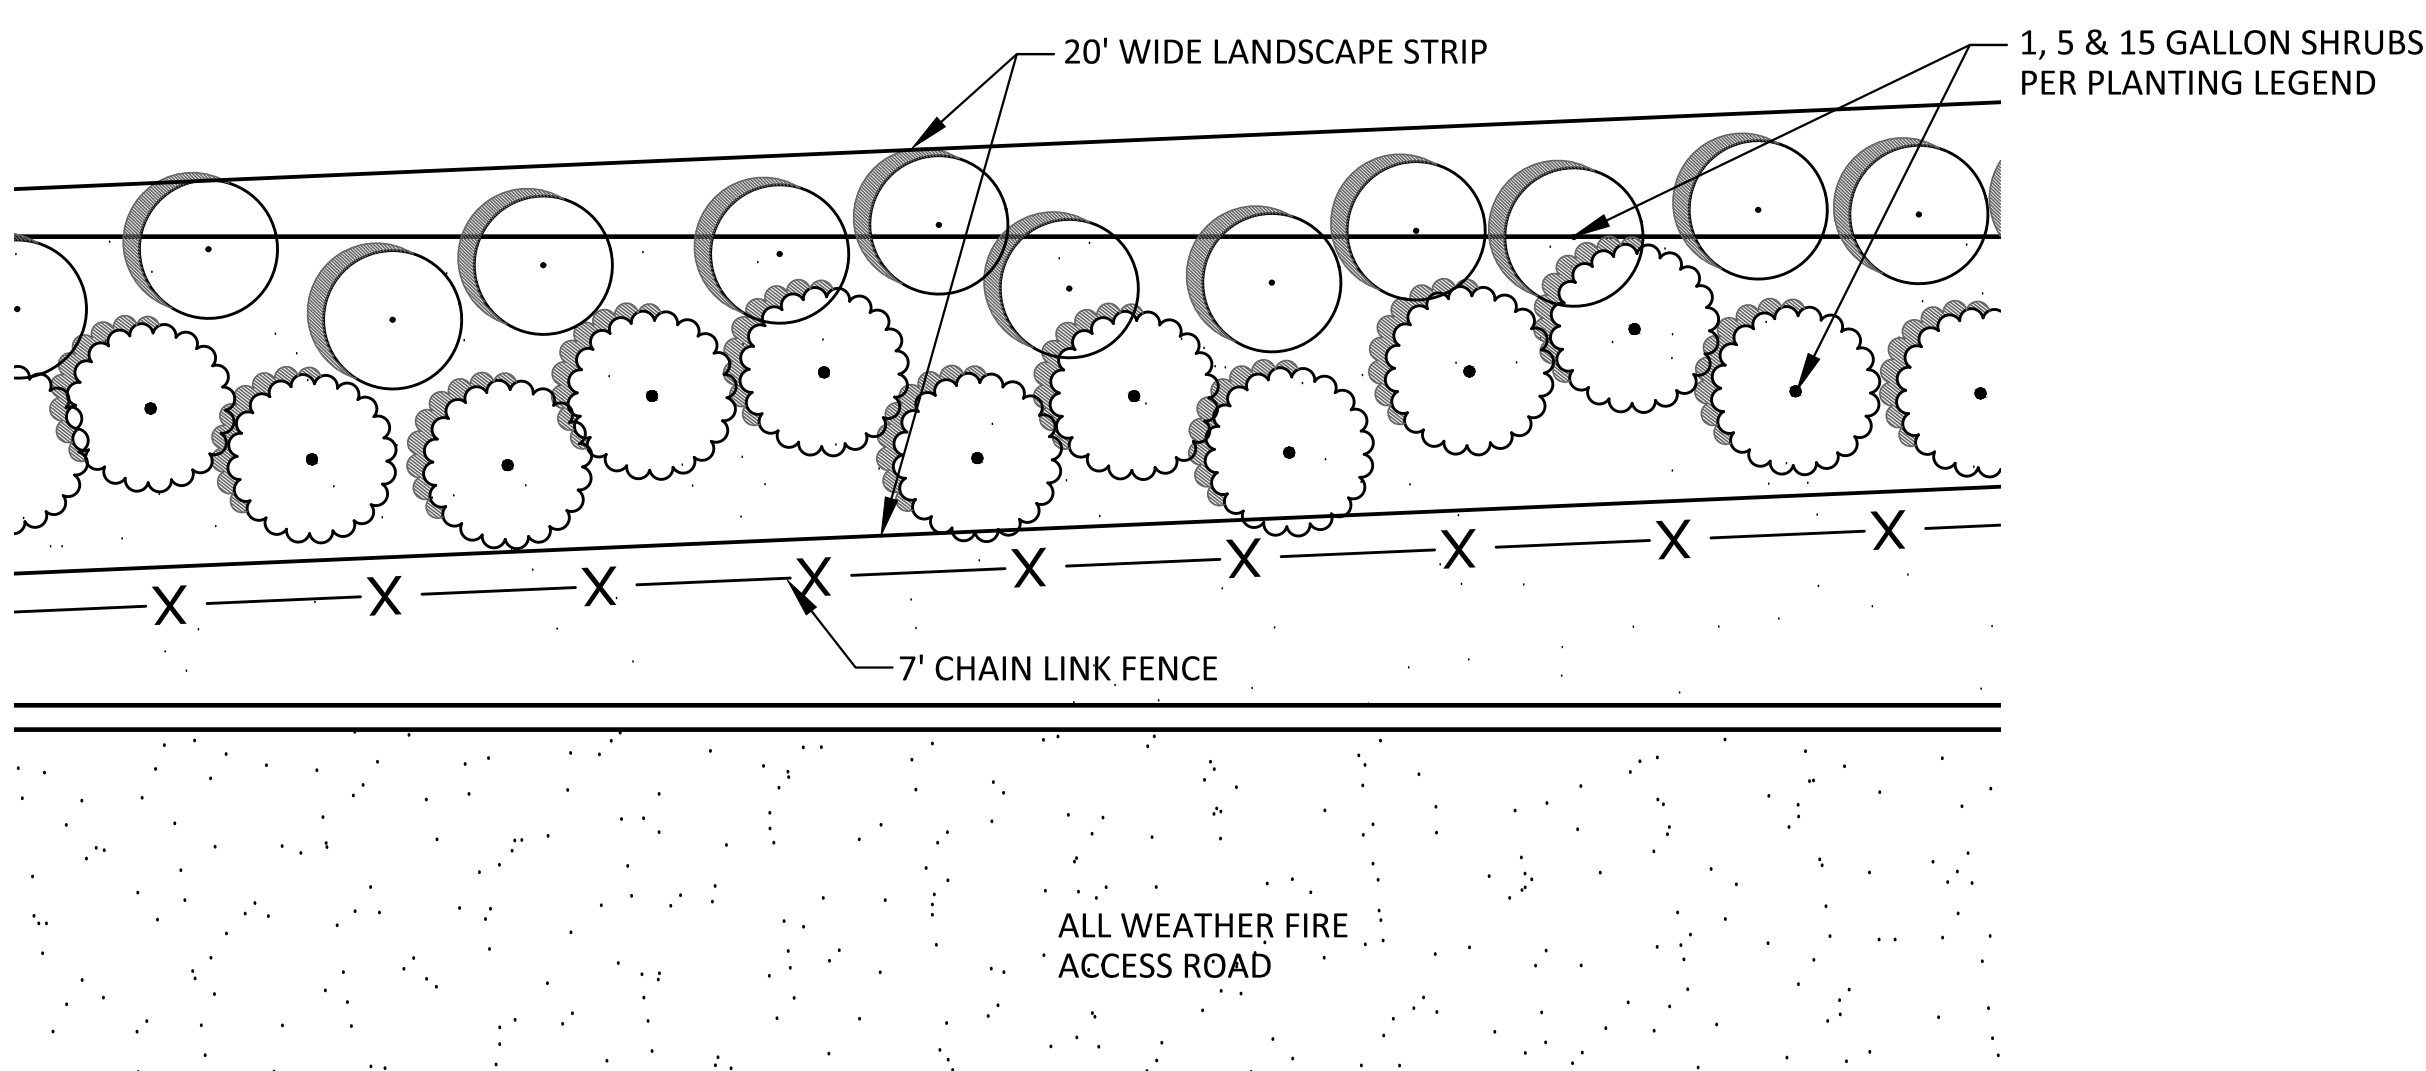 20' WIDE LANDSCAPE STRIP
1, 5 & 15 GALLON SHRUBS
PER PLANTING LEGEND
X X X X X X X X X
7' CHAIN LINK FENCE
ALL WEATHER FIRE
ACCESS ROAD